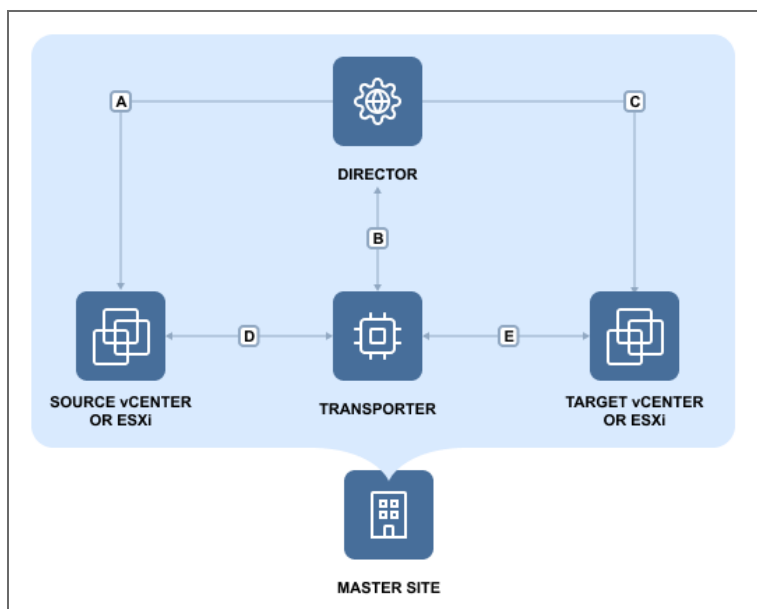 A
C
DIRECTOR
B
D
E
SOURCE vCENTER
OR ESXi
TRANSPORTER
TARGET vCENTER
OR ESXi
MASTER SITE